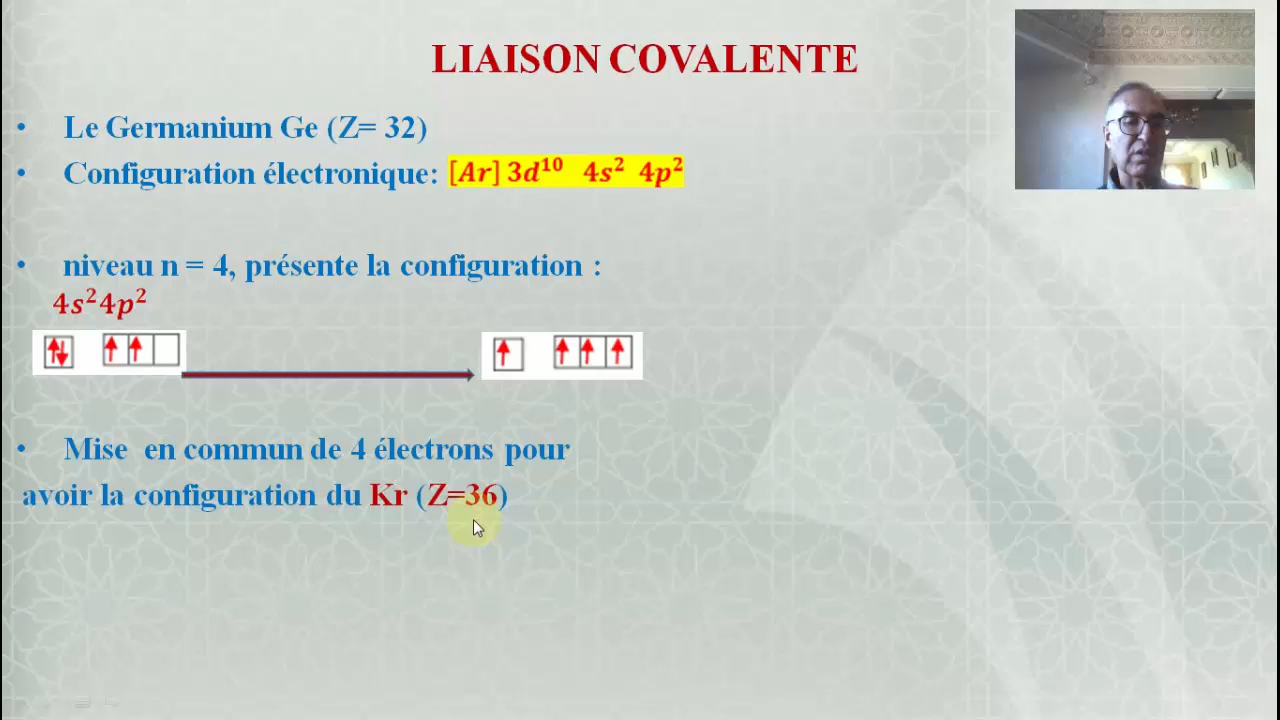 LIAISON COVALENTE
• Le Germanium Ge (Z= 32)
• Configuration électronique: [Ar] 3d¹⁰ 4s² 4p²
• niveau n = 4, présente la configuration :
4s²4p²
• Mise en commun de 4 électrons pour
avoir la configuration du Kr (Z=36)